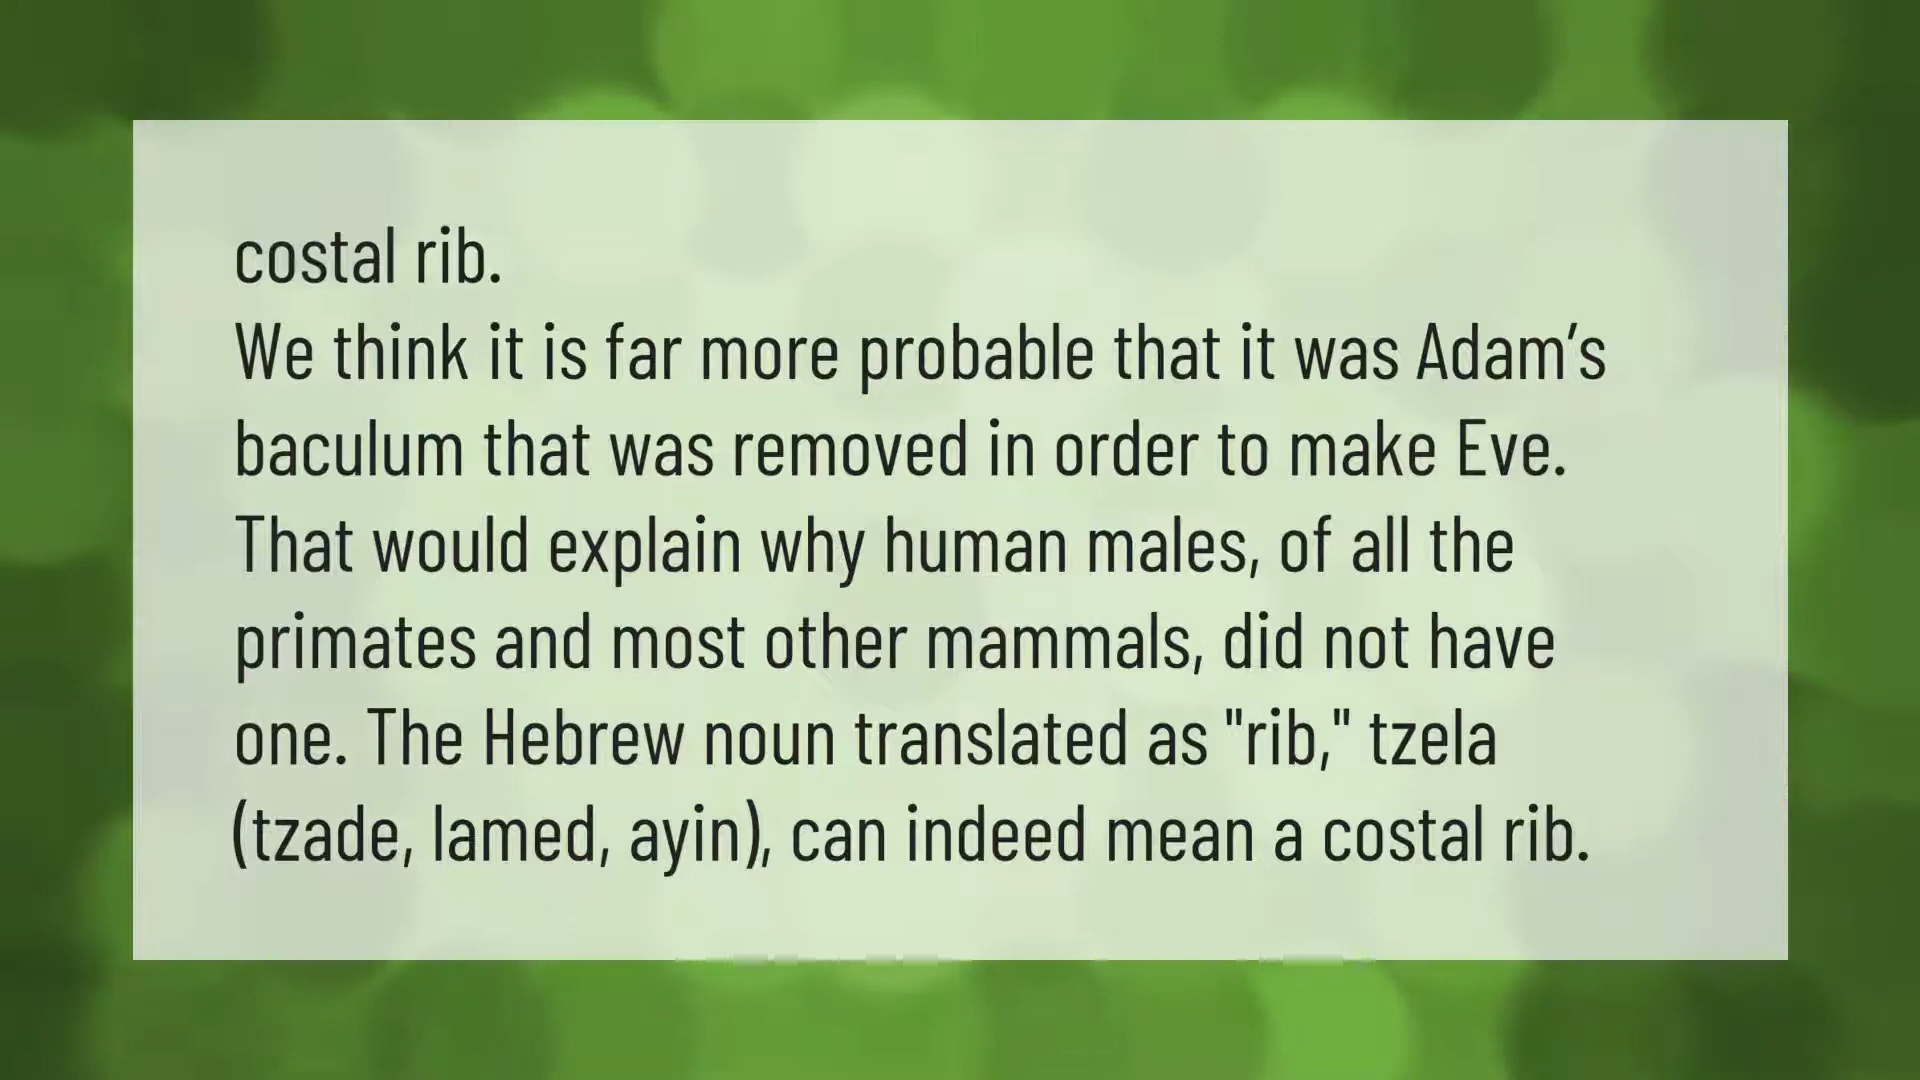 costal rib.
We think it is far more probable that it was Adam’s
baculum that was removed in order to make Eve.
That would explain why human males, of all the
primates and most other mammals, did not have
one. The Hebrew noun translated as "rib," tzela
(tzade, lamed, ayin), can indeed mean a costal rib.